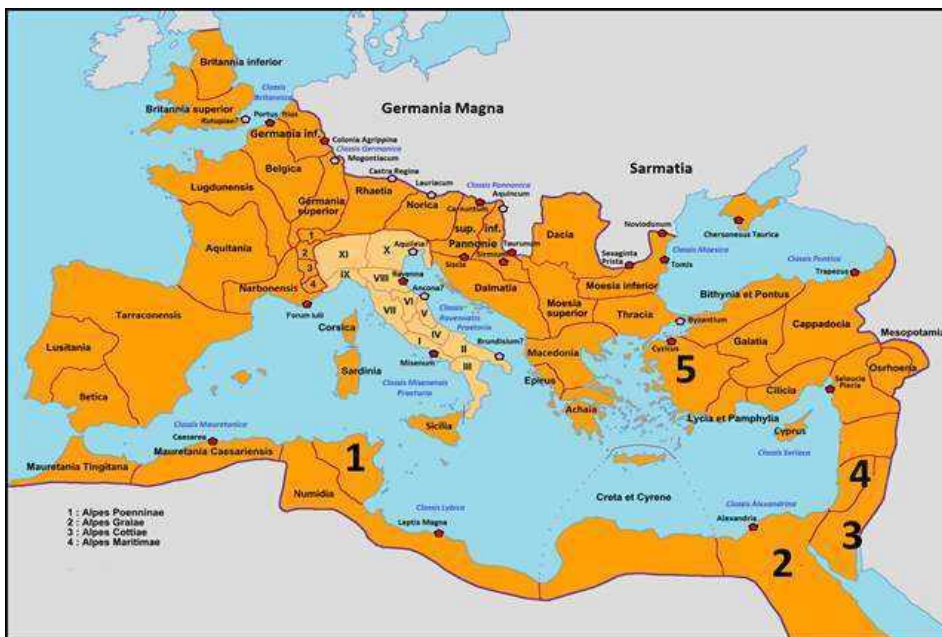 Britannia inferior
Classis
Britannica
Britannia superior
Rutupiae?
Portus Itius
Germania Magna
Germania inf.
Colonia Agrippina
Classis Germanica
Mogontiacum
Belgica
Castra Regina
Sarmatia
Lugdunensis
Rhaetia
Lauriacum
Classis Pannonica
Germania
superior
Norica
Carnuntum
Aquincum
sup.
inf.
Pannonie
Dacia
Noviodunum
Chersonesus Taurica
Aquitania
1
2
3
4
XI
X
Aquileia?
Siscia
Sirmium
Taurunum
Sexaginta
Prista
Classis Moesica
Tomis
Classis Pontica
Trapezus
IX
VIII
Ravenna
Narbonensis
Forum Iulii
Ancona?
VI
VII
V
IV
I
II
III
Dalmatia
Moesia inferior
Moesia
superior
Bithynia et Pontus
Tarraconensis
Corsica
Classis
Ravennatis
Praetoria
Thracia
Byzantium
Cappadocia
Mesopotamia
Galatia
Lusitania
Sardinia
Misenum
Brundisium?
Macedonia
Cyzicus
5
Osrhoena
Epirus
Cilicia
Seleucia
Pieria
Betica
Classis Misenensis
Praetoria
Achaia
Lycia et Pamphylia
Sicilia
Cyprus
Classis Mauretanica
Caesarea
Mauretania Caesariensis
Mauretania Tingitana
1
Classis Syriaca
4
Numidia
Creta et Cyrene
Classis Lybica
Leptis Magna
Classis Alexandrina
Alexandria
2
3
1 : Alpes Poenninae
2 : Alpes Graiae
3 : Alpes Cottiae
4 : Alpes Maritimae